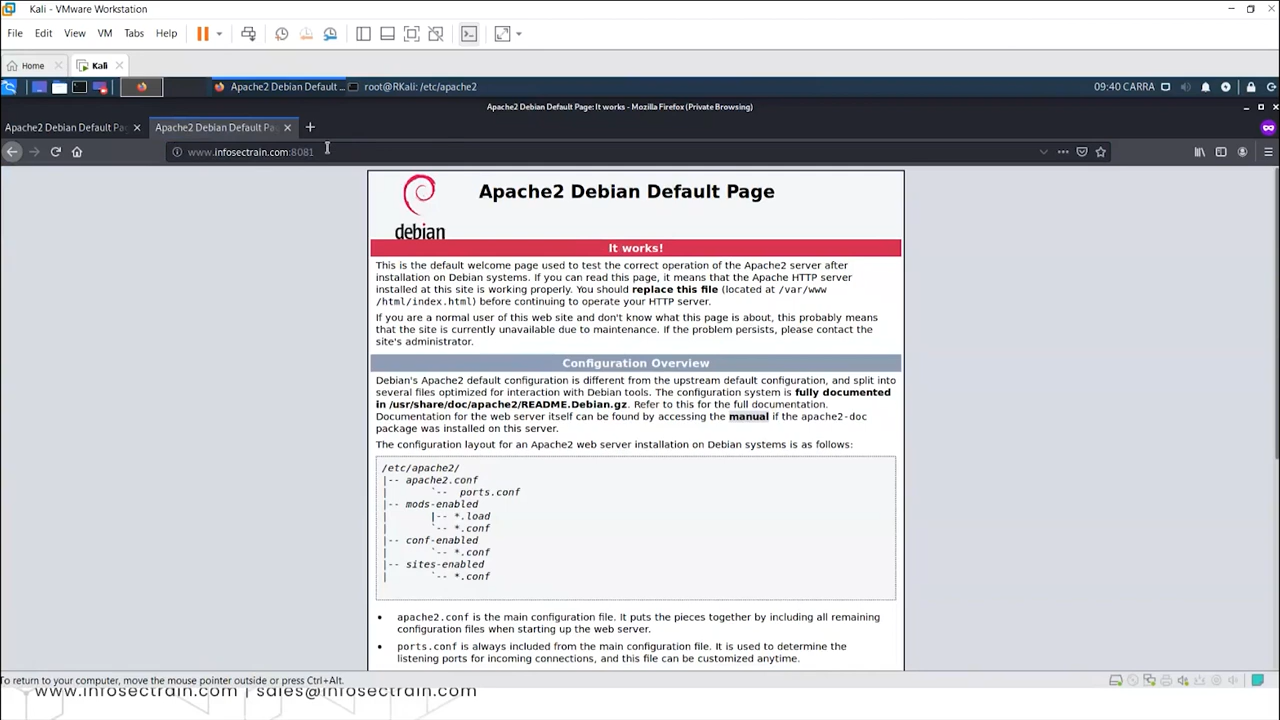 Kali - VMware Workstation
File Edit View VM Tabs Help
Home Kali
Apache2 Debian Default ... root@RKali: /etc/apache2 09:40 CARRA
Apache2 Debian Default Page: It works - Mozilla Firefox (Private Browsing)
Apache2 Debian Default Pa Apache2 Debian Default Pa
www.infosectrain.com:8081
debian
Apache2 Debian Default Page
It works!
This is the default welcome page used to test the correct operation of the Apache2 server after
installation on Debian systems. If you can read this page, it means that the Apache HTTP server
installed at this site is working properly. You should replace this file (located at /var/www
/html/index.html) before continuing to operate your HTTP server.
If you are a normal user of this web site and don't know what this page is about, this probably means
that the site is currently unavailable due to maintenance. If the problem persists, please contact the
site's administrator.
Configuration Overview
Debian's Apache2 default configuration is different from the upstream default configuration, and split into
several files optimized for interaction with Debian tools. The configuration system is fully documented
in /usr/share/doc/apache2/README.Debian.gz. Refer to this for the full documentation.
Documentation for the web server itself can be found by accessing the manual if the apache2-doc
package was installed on this server.
The configuration layout for an Apache2 web server installation on Debian systems is as follows:
/etc/apache2/
|-- apache2.conf
| `-- ports.conf
|-- mods-enabled
| |-- *.load
| `-- *.conf
|-- conf-enabled
| `-- *.conf
|-- sites-enabled
| `-- *.conf
• apache2.conf is the main configuration file. It puts the pieces together by including all remaining
configuration files when starting up the web server.
• ports.conf is always included from the main configuration file. It is used to determine the
listening ports for incoming connections, and this file can be customized anytime.
To return to your computer, move the mouse pointer outside or press Ctrl+Alt.
www.infosectrain.com | sales@infosectrain.com